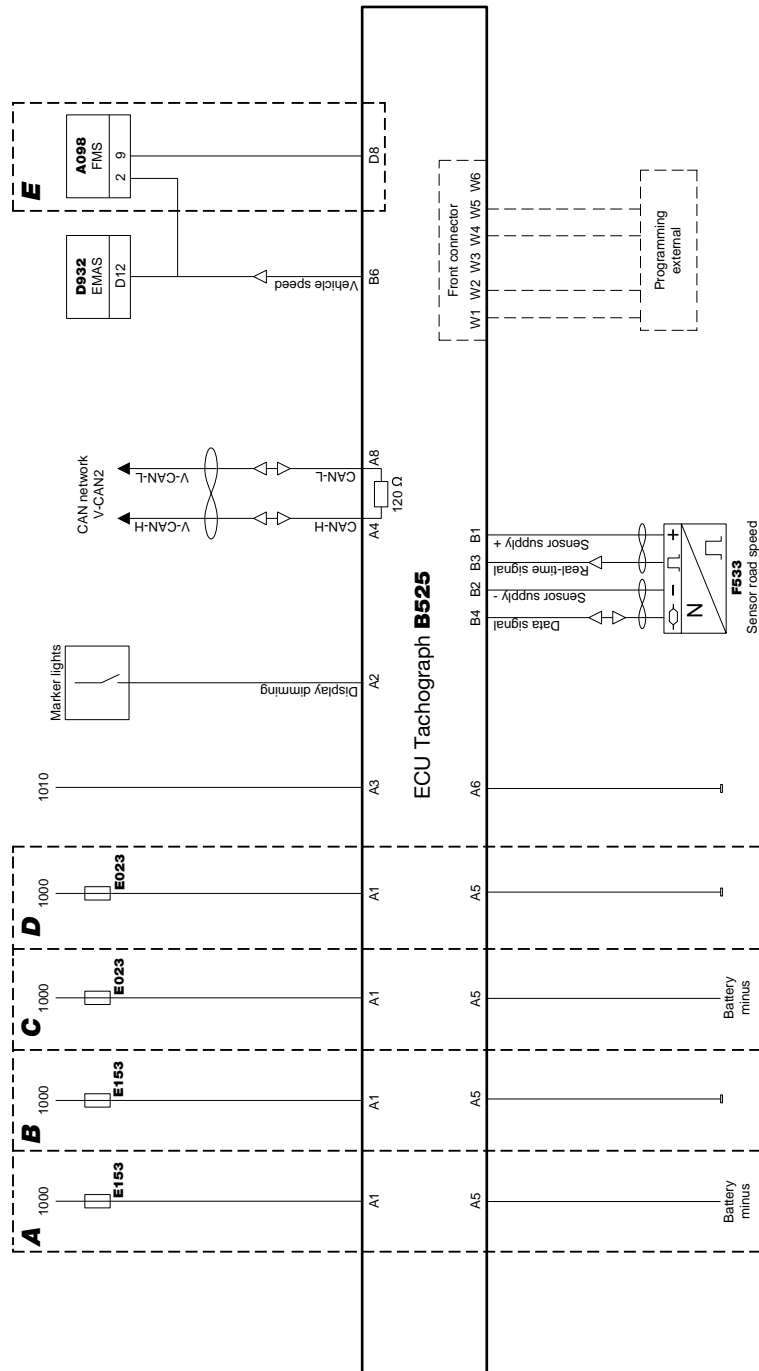 E
A098
FMS
2 9
D8
D932
EMAS
D12
Vehicle speed
B6
CAN network
V-CAN2
V-CAN-H
V-CAN-L
CAN-H
CAN-L
A4
A8
120 Ω
Marker lights
Display dimming
A2
1010
A3
D
1000
E023
A1
C
1000
E023
A1
B
1000
E153
A1
A
1000
E153
A1
ECU Tachograph B525
Front connector
W1 W2 W3 W4 W5 W6
Programming
external
B4 B2 B3 B1
Data signal
Sensor supply -
Real-time signal
Sensor supply +
N
− +
F533
Sensor road speed
A6
A5
A5
Battery
minus
A5
A5
Battery
minus